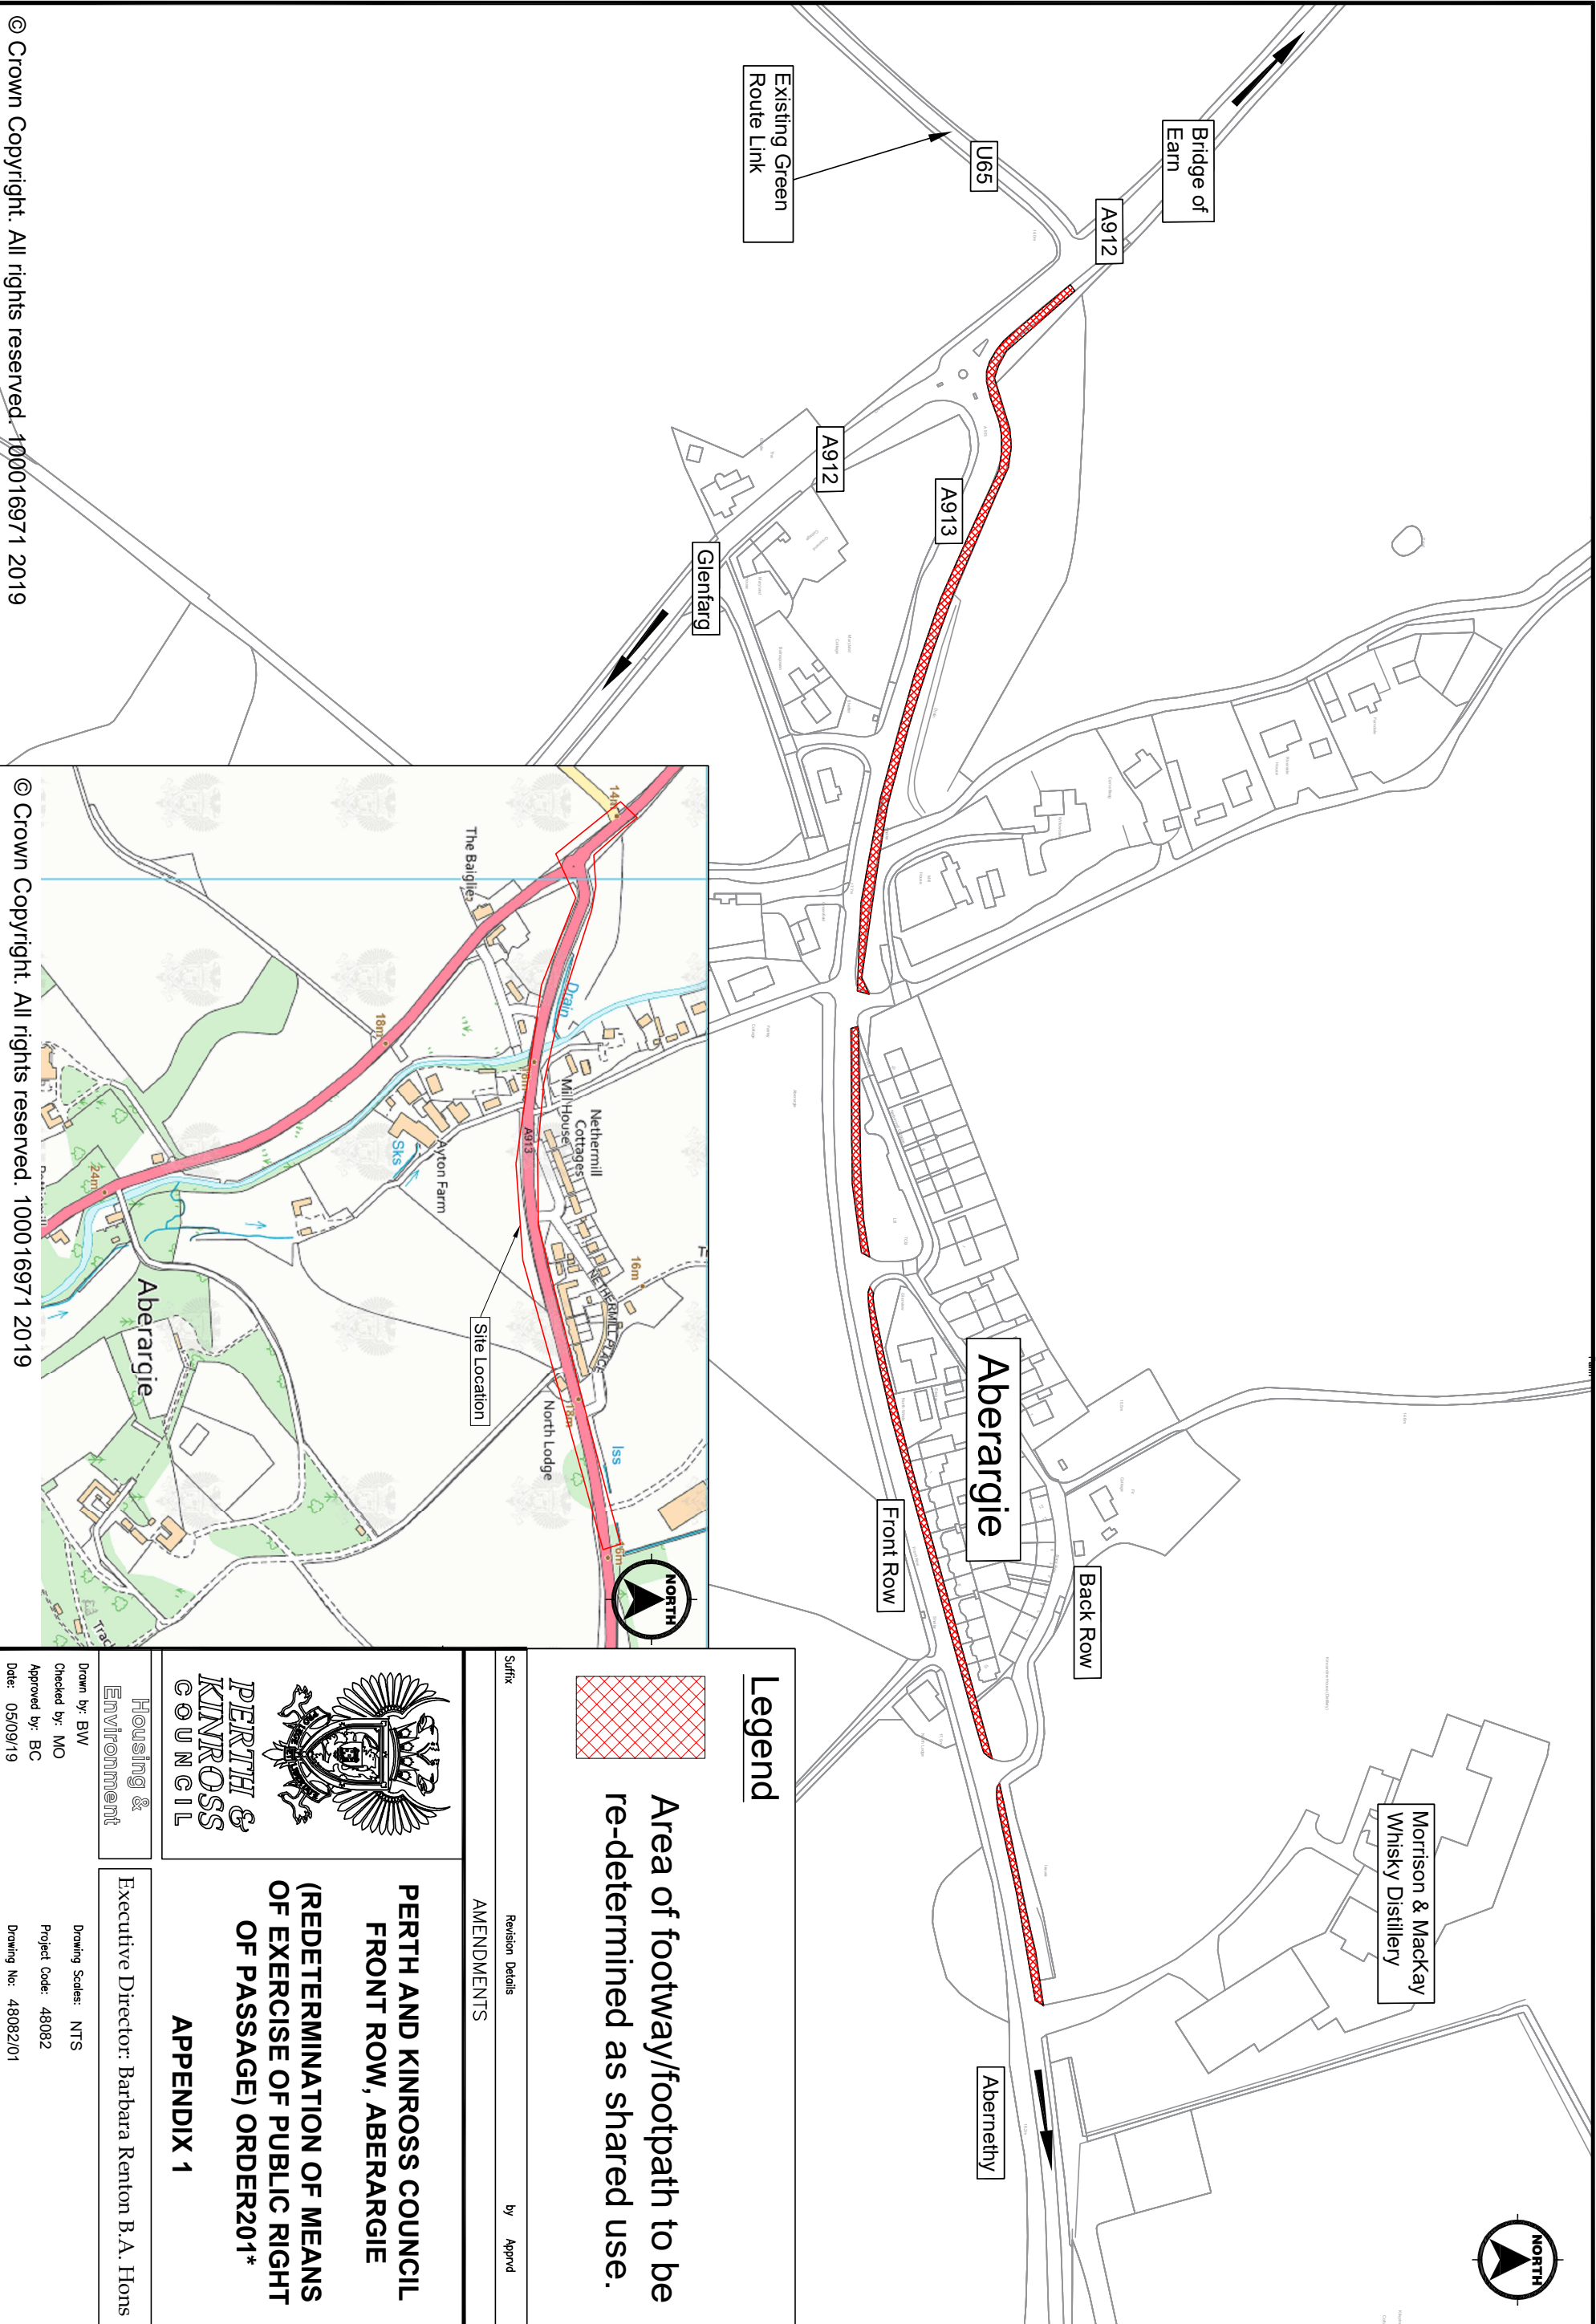 Bridge of
Earn
A912
U65
Existing Green
Route Link
A912
A913
Glenfarg
Aberargie
Front Row
Back Row
Morrison & MacKay
Whisky Distillery
Abernethy
NORTH
© Crown Copyright. All rights reserved. 100016971 2019
14m
The Baiglie
Drain
18m
Mill House
Nethermill
Cottages
A913
Ayton Farm
Sks
16m
NETHERMILL PLACE
Site Location
North Lodge
18m
Iss
16m
24m
Aberargie
Track
NORTH
© Crown Copyright. All rights reserved. 100016971 2019
Legend
Area of footway/footpath to be
re-determined as shared use.
Suffix
Revision Details
by
Apprvd
AMENDMENTS
PERTH &
KINROSS
COUNCIL
PERTH AND KINROSS COUNCIL
FRONT ROW, ABERARGIE
(REDETERMINATION OF MEANS
OF EXERCISE OF PUBLIC RIGHT
OF PASSAGE) ORDER201*
APPENDIX 1
Housing &
Environment
Executive Director: Barbara Renton B.A. Hons
Drawn by: BW
Checked by: MO
Approved by: BC
Date: 05/09/19
Drawing Scales: NTS
Project Code: 48082
Drawing No: 48082/01